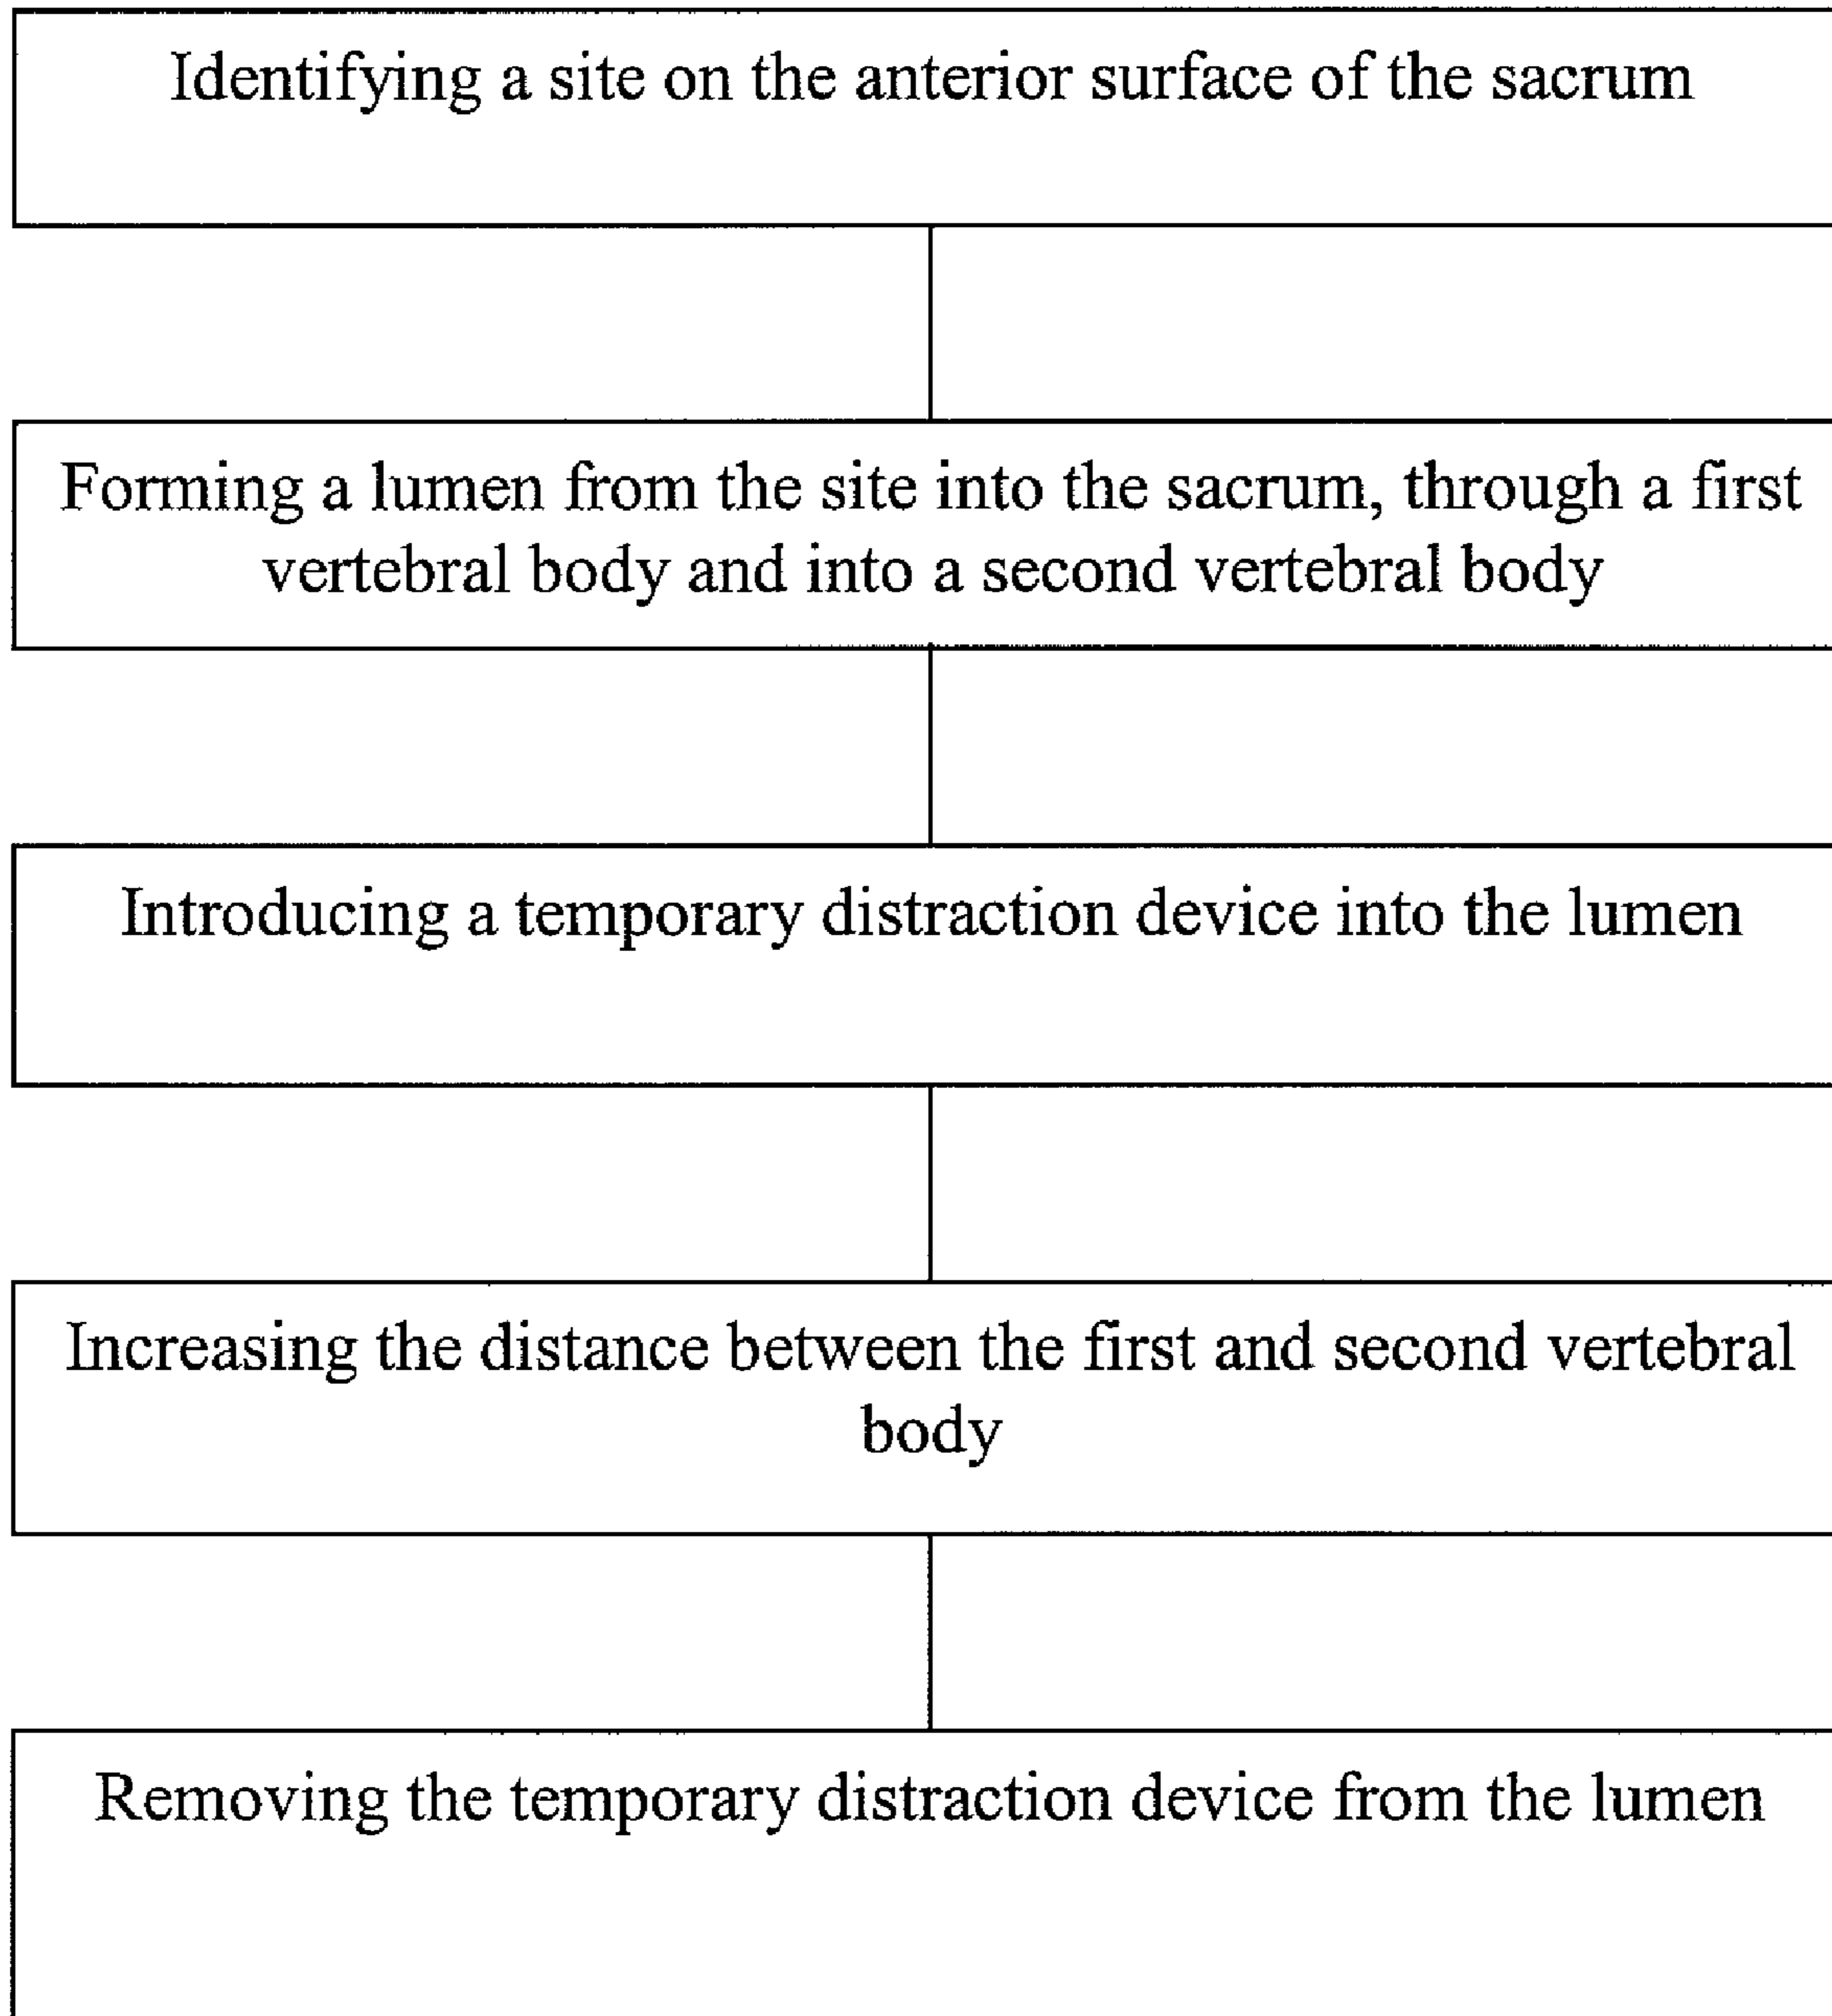 Identifying a site on the anterior surface of the sacrum
Forming a lumen from the site into the sacrum, through a first
vertebral body and into a second vertebral body
Introducing a temporary distraction device into the lumen
Increasing the distance between the first and second vertebral
body
Removing the temporary distraction device from the lumen